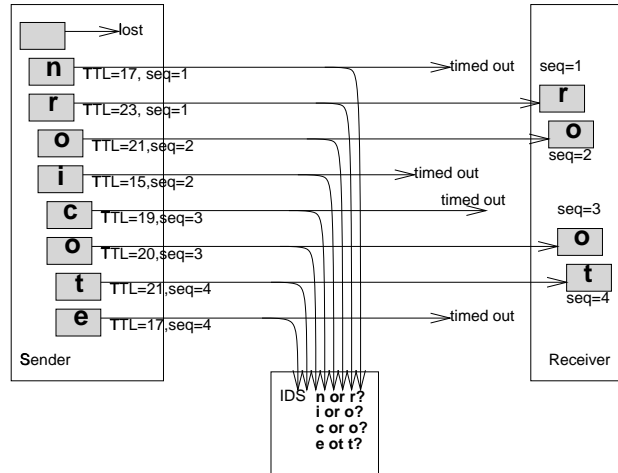 lost
n TTL=17, seq=1 timed out seq=1
r TTL=23, seq=1 r
o TTL=21,seq=2 o
seq=2
i TTL=15,seq=2 timed out
c TTL=19,seq=3 timed out seq=3
o TTL=20,seq=3 o
t TTL=21,seq=4 t
seq=4
e TTL=17,seq=4 timed out
Sender Receiver
IDS n or r?
i or o?
c or o?
e ot t?